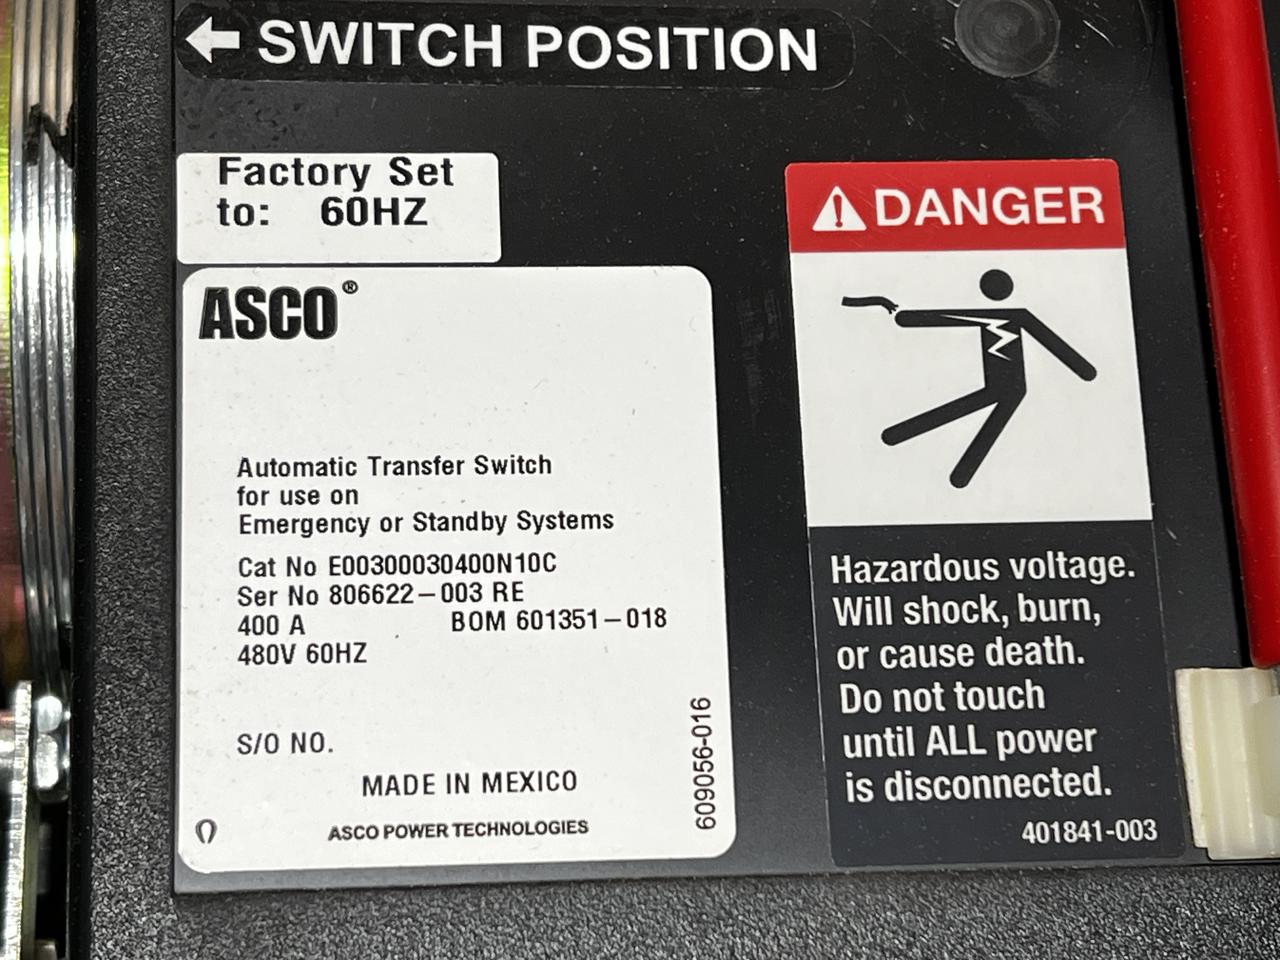 SWITCH POSITION
Factory Set
to: 60HZ
ASCO®
Automatic Transfer Switch
for use on
Emergency or Standby Systems
Cat No E00300030400N10C
Ser No 806622-003 RE
400 A BOM 601351-018
480V 60HZ
S/O NO.
MADE IN MEXICO
ASCO POWER TECHNOLOGIES
609056-016
DANGER
Hazardous voltage.
Will shock, burn,
or cause death.
Do not touch
until ALL power
is disconnected.
401841-003